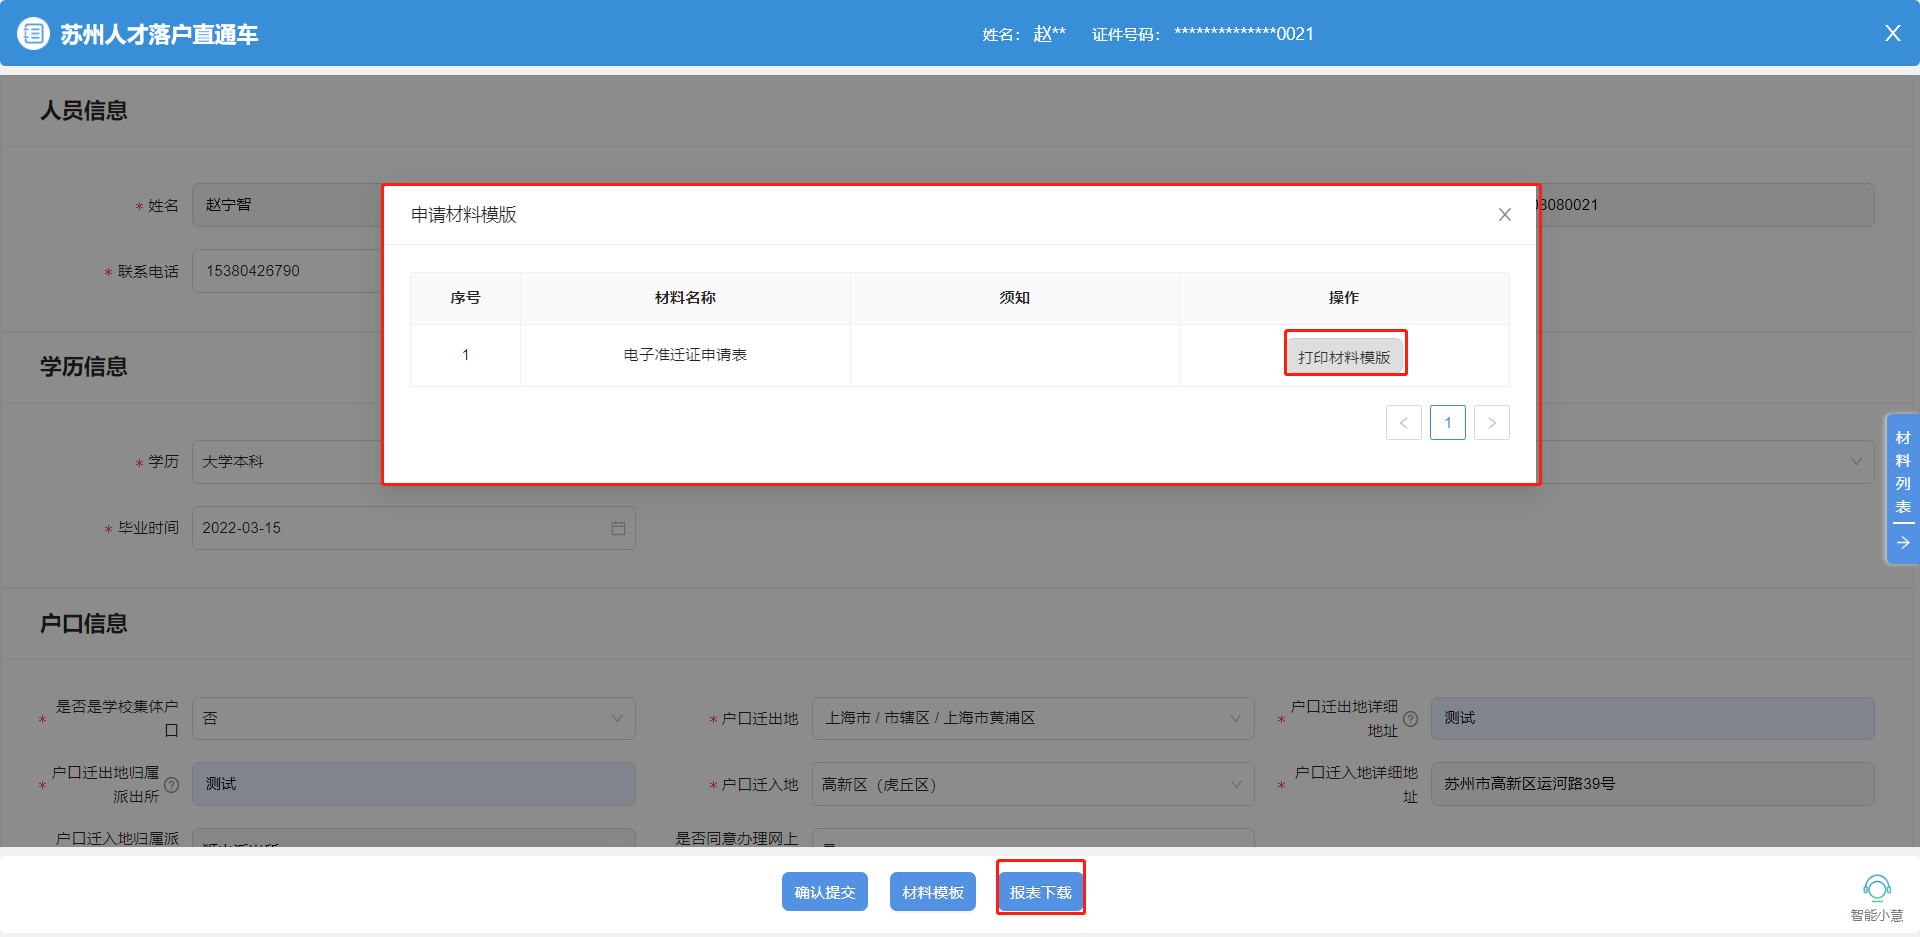 苏州人才落户直通车
姓名： 赵** 证件号码： **************0021
X
人员信息
* 姓名 赵宁智
08080021
* 联系电话 15380426790
申请材料模版
序号 材料名称 须知 操作
1 电子准迁证申请表 打印材料模版
< 1 >
学历信息
* 学历 大学本科
* 毕业时间 2022-03-15
材料列表
户口信息
* 是否是学校集体户口 否
* 户口迁出地 上海市 / 市辖区 / 上海市黄浦区
* 户口迁出地详细地址 ? 测试
* 户口迁出地归属派出所 ? 测试
* 户口迁入地 高新区（虎丘区）
* 户口迁入地详细地址 苏州市高新区运河路39号
户口迁入地归属派
是否同意办理网上
确认提交 材料模板 报表下载
智能小慧